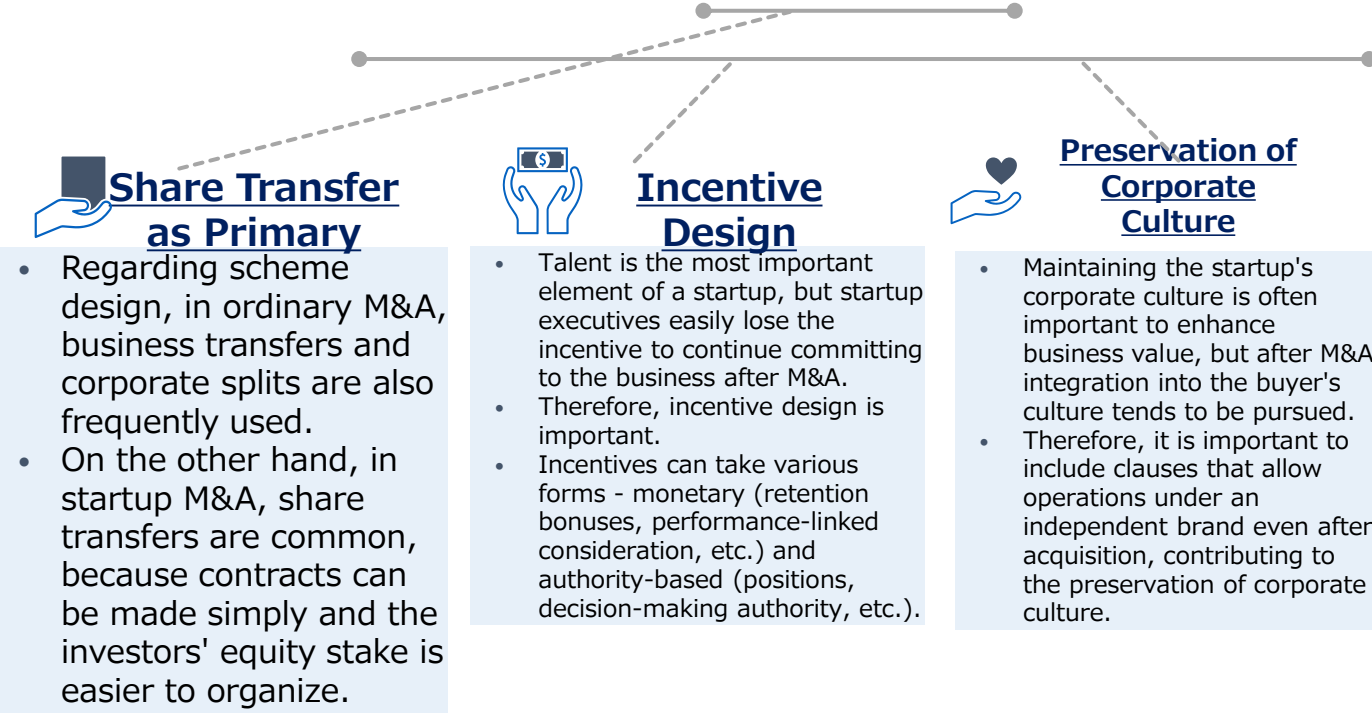 Share Transfer
as Primary
• Regarding scheme
design, in ordinary M&A,
business transfers and
corporate splits are also
frequently used.
• On the other hand, in
startup M&A, share
transfers are common,
because contracts can
be made simply and the
investors' equity stake is
easier to organize.
$
Incentive
Design
• Talent is the most important
element of a startup, but startup
executives easily lose the
incentive to continue committing
to the business after M&A.
• Therefore, incentive design is
important.
• Incentives can take various
forms - monetary (retention
bonuses, performance-linked
consideration, etc.) and
authority-based (positions,
decision-making authority, etc.).
Preservation of
Corporate
Culture
• Maintaining the startup's
corporate culture is often
important to enhance
business value, but after M&A
integration into the buyer's
culture tends to be pursued.
• Therefore, it is important to
include clauses that allow
operations under an
independent brand even after
acquisition, contributing to
the preservation of corporate
culture.